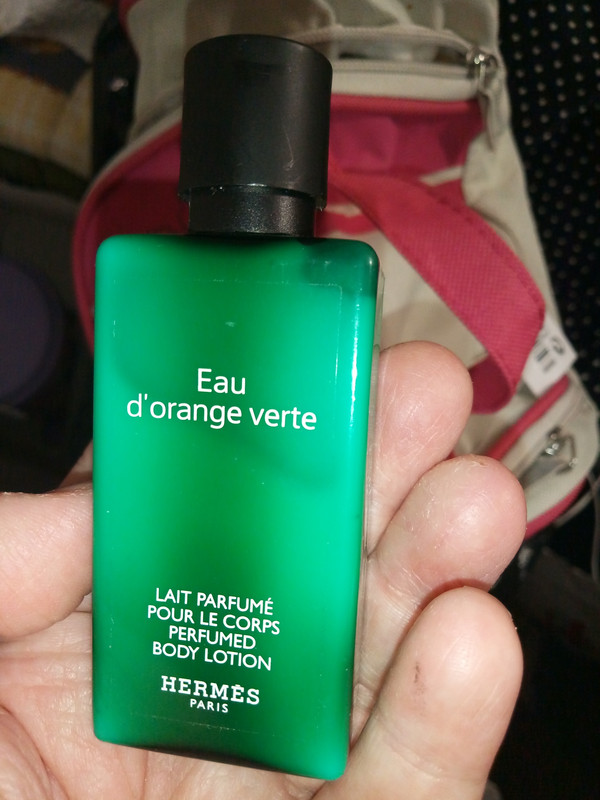 Eau
d'orange verte
LAIT PARFUMÉ
POUR LE CORPS
PERFUMED
BODY LOTION
HERMÈS
PARIS